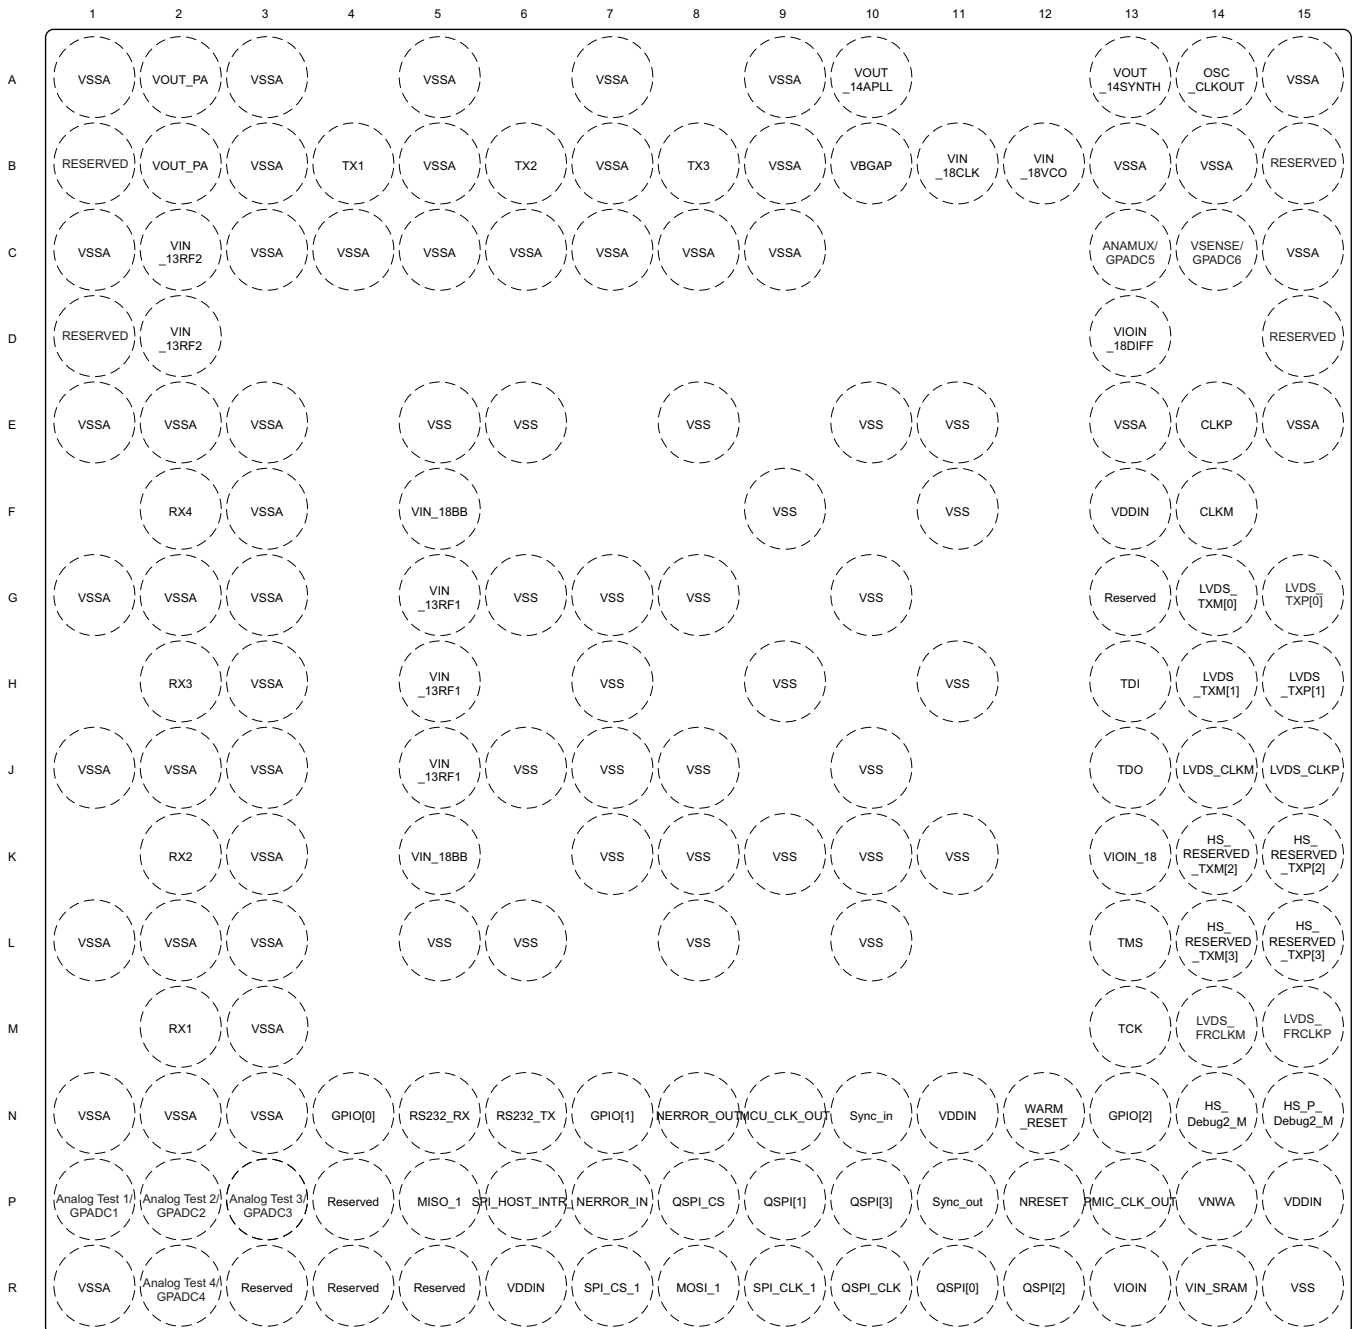 1 2 3 4 5 6 7 8 9 10 11 12 13 14 15
A
VSSA
VOUT_PA
VSSA
VSSA
VSSA
VSSA
VOUT
_14APLL
VOUT
_14SYNTH
OSC
_CLKOUT
VSSA
B
RESERVED
VOUT_PA
VSSA
TX1
VSSA
TX2
VSSA
TX3
VSSA
VBGAP
VIN
_18CLK
VIN
_18VCO
VSSA
VSSA
RESERVED
C
VSSA
VIN
_13RF2
VSSA
VSSA
VSSA
VSSA
VSSA
VSSA
VSSA
ANAMUX/
GPADC5
VSENSE/
GPADC6
VSSA
D
RESERVED
VIN
_13RF2
VIOIN
_18DIFF
RESERVED
E
VSSA
VSSA
VSSA
VSS
VSS
VSS
VSS
VSS
VSSA
CLKP
VSSA
F
RX4
VSSA
VIN_18BB
VSS
VSS
VDDIN
CLKM
G
VSSA
VSSA
VSSA
VIN
_13RF1
VSS
VSS
VSS
VSS
Reserved
LVDS_
TXM[0]
LVDS_
TXP[0]
H
RX3
VSSA
VIN
_13RF1
VSS
VSS
VSS
TDI
LVDS
_TXM[1]
LVDS
_TXP[1]
J
VSSA
VSSA
VSSA
VIN
_13RF1
VSS
VSS
VSS
VSS
TDO
LVDS_CLKM
LVDS_CLKP
K
RX2
VSSA
VIN_18BB
VSS
VSS
VSS
VSS
VSS
VIOIN_18
HS_
RESERVED
_TXM[2]
HS_
RESERVED
_TXP[2]
L
VSSA
VSSA
VSSA
VSS
VSS
VSS
VSS
TMS
HS_
RESERVED
_TXM[3]
HS_
RESERVED
_TXP[3]
M
RX1
VSSA
TCK
LVDS_
FRCLKM
LVDS_
FRCLKP
N
VSSA
VSSA
VSSA
GPIO[0]
RS232_RX
RS232_TX
GPIO[1]
NERROR_OUT
MCU_CLK_OUT
Sync_in
VDDIN
WARM
_RESET
GPIO[2]
HS_
Debug2_M
HS_P_
Debug2_M
P
Analog Test 1/
GPADC1
Analog Test 2/
GPADC2
Analog Test 3/
GPADC3
Reserved
MISO_1
SPI_HOST_INTR_
NERROR_IN
QSPI_CS
QSPI[1]
QSPI[3]
Sync_out
NRESET
PMIC_CLK_OUT
VNWA
VDDIN
R
VSSA
Analog Test 4/
GPADC4
Reserved
Reserved
Reserved
VDDIN
SPI_CS_1
MOSI_1
SPI_CLK_1
QSPI_CLK
QSPI[0]
QSPI[2]
VIOIN
VIN_SRAM
VSS